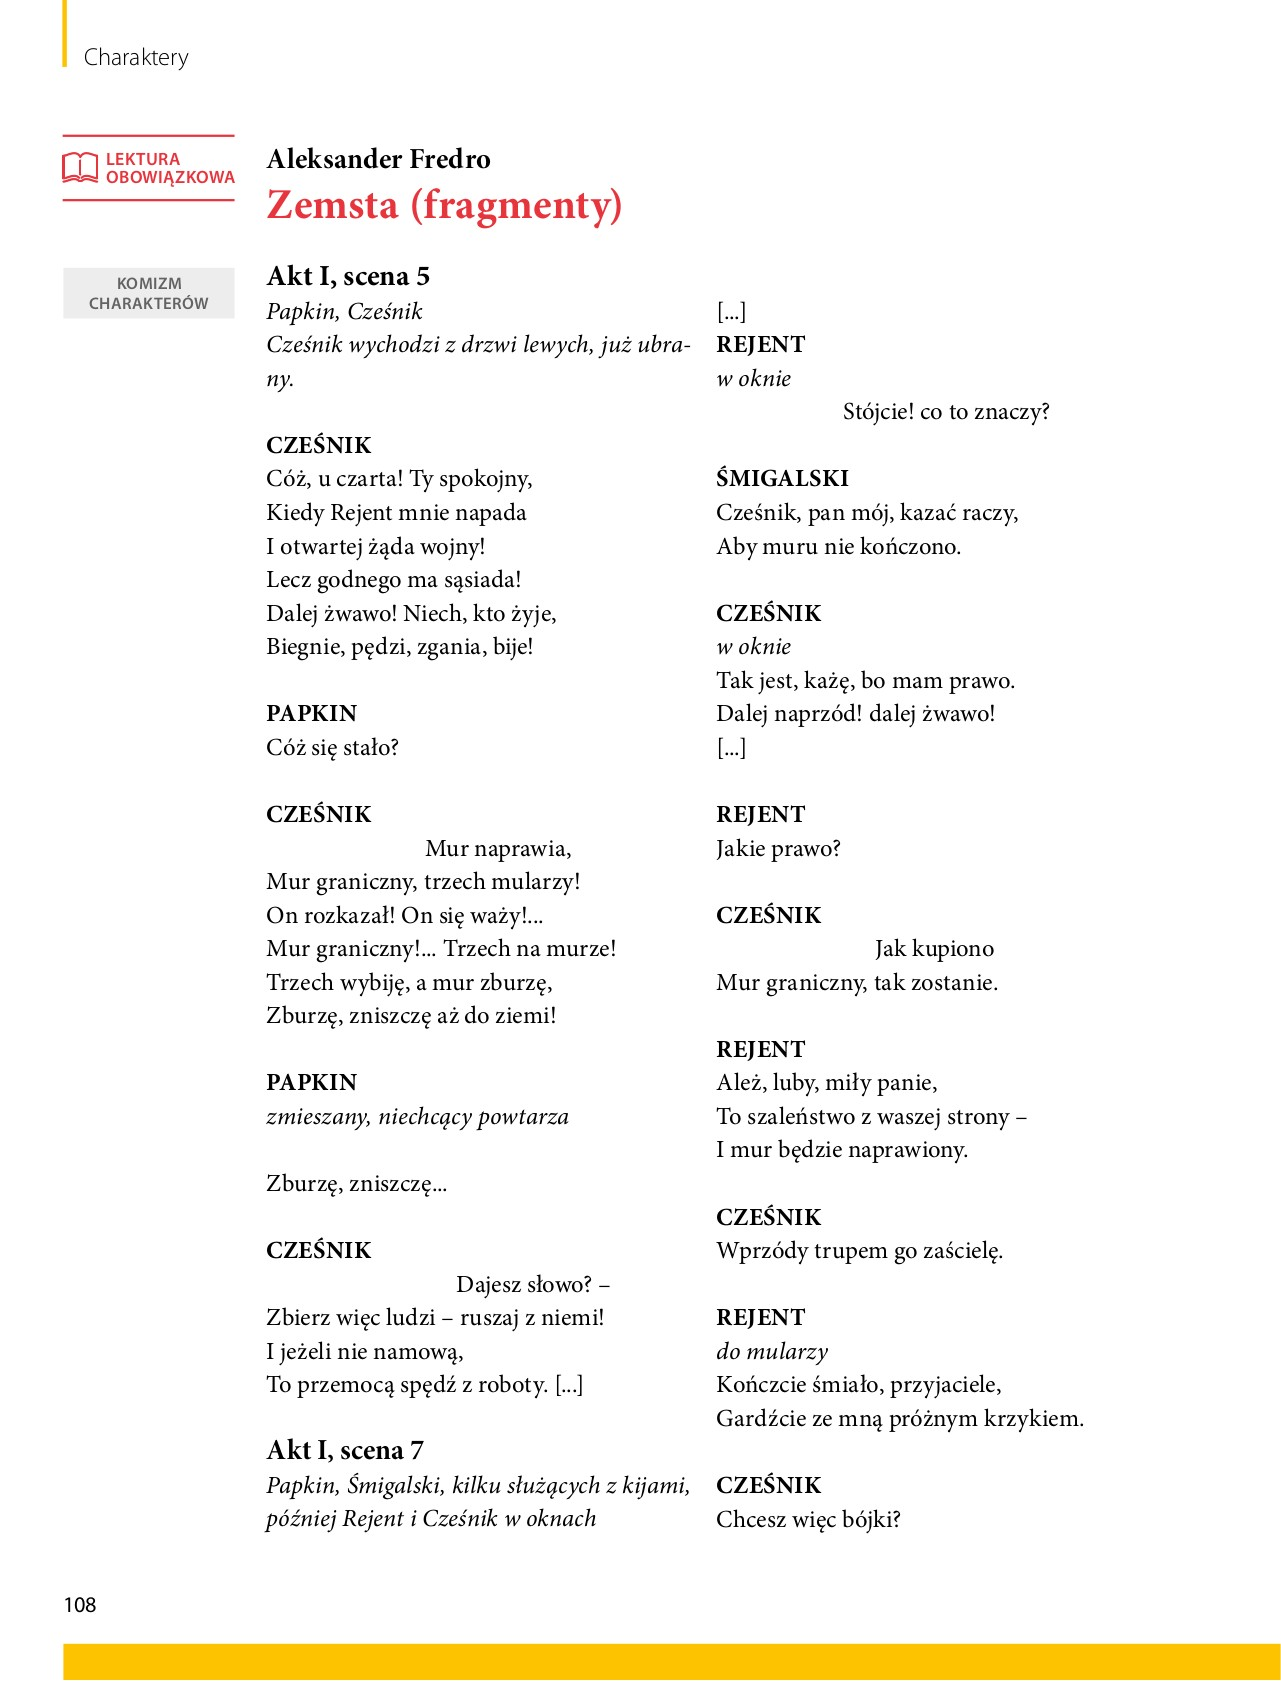 Charaktery
LEKTURA
OBOWIĄZKOWA
Aleksander Fredro
Zemsta (fragmenty)
KOMIZM
CHARAKTERÓW
Akt I, scena 5
Papkin, Cześnik
Cześnik wychodzi z drzwi lewych, już ubra-
ny.
CZEŚNIK
Cóż, u czarta! Ty spokojny,
Kiedy Rejent mnie napada
I otwartej żąda wojny!
Lecz godnego ma sąsiada!
Dalej żwawo! Niech, kto żyje,
Biegnie, pędzi, zgania, bije!
PAPKIN
Cóż się stało?
CZEŚNIK
Mur naprawia,
Mur graniczny, trzech mularzy!
On rozkazał! On się waży!...
Mur graniczny!... Trzech na murze!
Trzech wybiję, a mur zburzę,
Zburzę, zniszczę aż do ziemi!
PAPKIN
zmieszany, niechcący powtarza
Zburzę, zniszczę...
CZEŚNIK
Dajesz słowo? –
Zbierz więc ludzi – ruszaj z niemi!
I jeżeli nie namową,
To przemocą spędź z roboty. [...]
Akt I, scena 7
Papkin, Śmigalski, kilku służących z kijami,
później Rejent i Cześnik w oknach
[...]
REJENT
w oknie
Stójcie! co to znaczy?
ŚMIGALSKI
Cześnik, pan mój, kazać raczy,
Aby muru nie kończono.
CZEŚNIK
w oknie
Tak jest, każę, bo mam prawo.
Dalej naprzód! dalej żwawo!
[...]
REJENT
Jakie prawo?
CZEŚNIK
Jak kupiono
Mur graniczny, tak zostanie.
REJENT
Ależ, luby, miły panie,
To szaleństwo z waszej strony –
I mur będzie naprawiony.
CZEŚNIK
Wprzódy trupem go zaścielę.
REJENT
do mularzy
Kończcie śmiało, przyjaciele,
Gardźcie ze mną próżnym krzykiem.
CZEŚNIK
Chcesz więc bójki?
108